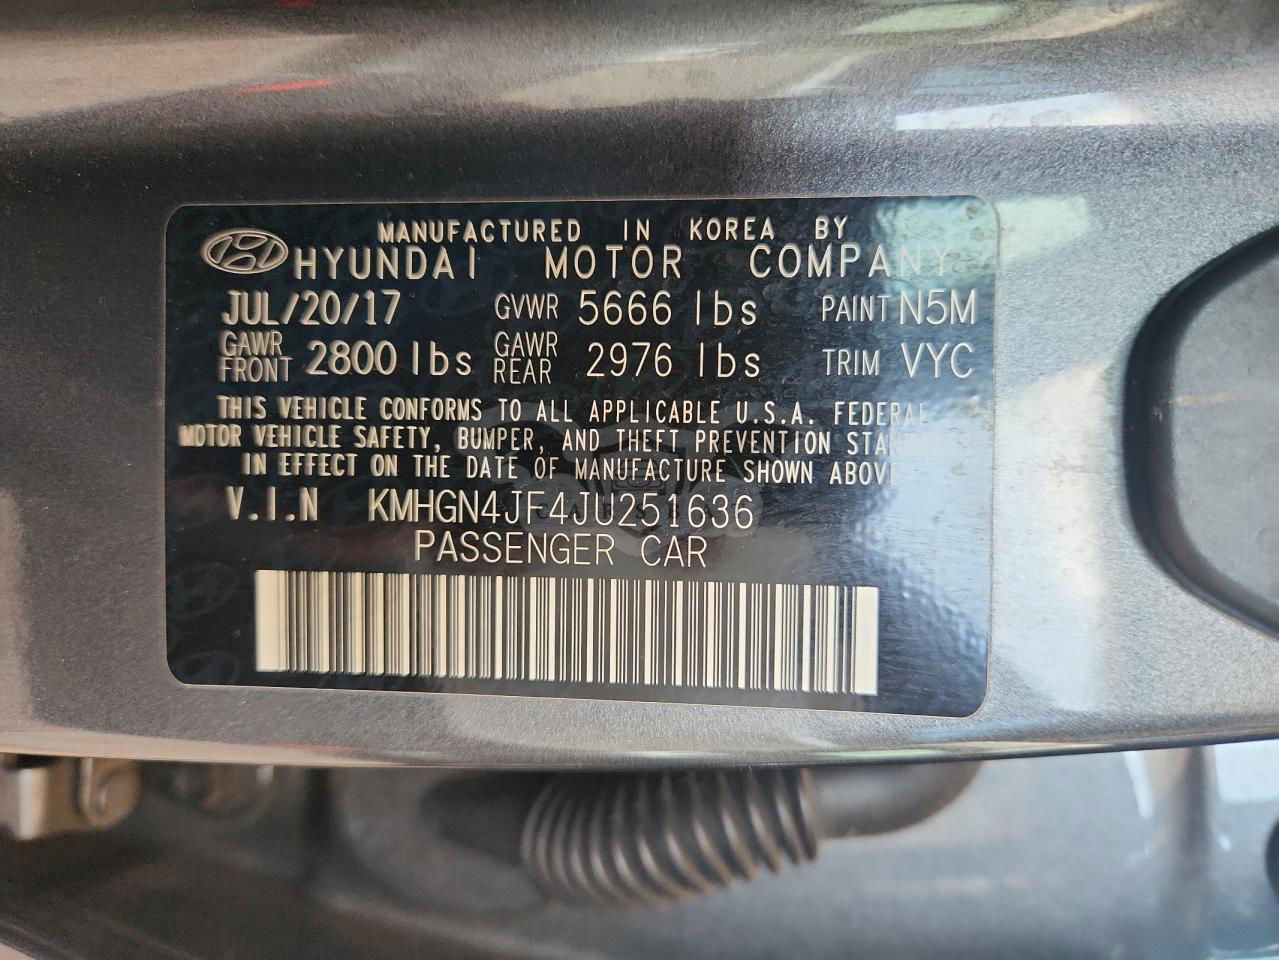 MANUFACTURED IN KOREA BY
HYUNDAI MOTOR COMPANY
JUL/20/17 GVWR 5666 lbs PAINT N5M
GAWR FRONT 2800 lbs GAWR REAR 2976 lbs TRIM VYC
THIS VEHICLE CONFORMS TO ALL APPLICABLE U.S.A. FEDERAL
MOTOR VEHICLE SAFETY, BUMPER, AND THEFT PREVENTION STANDARDS
IN EFFECT ON THE DATE OF MANUFACTURE SHOWN ABOVE
V.I.N KMHGN4JF4JU251636
PASSENGER CAR